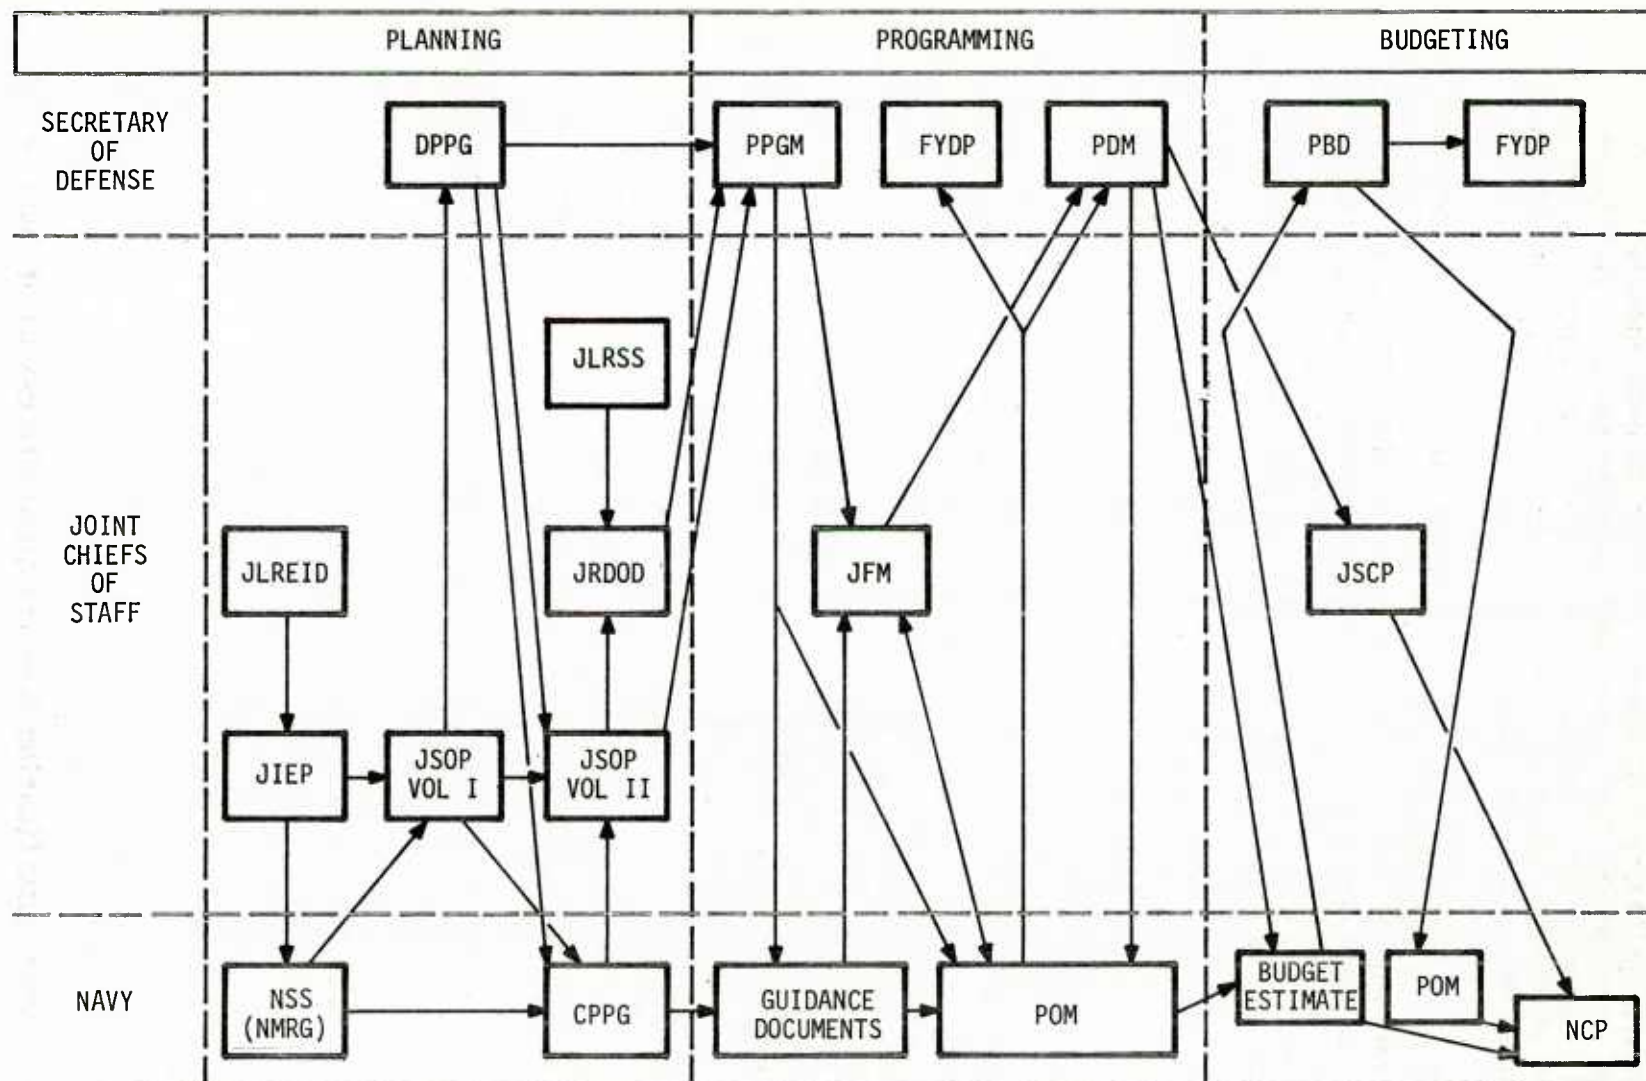 PLANNING
PROGRAMMING
BUDGETING
SECRETARY
OF
DEFENSE
DPPG
PPGM
FYDP
PDM
PBD
FYDP
JOINT
CHIEFS
OF
STAFF
JLRSS
JLREID
JRDOD
JFM
JSCP
JIEP
JSOP
VOL I
JSOP
VOL II
NAVY
NSS
(NMRG)
CPPG
GUIDANCE
DOCUMENTS
POM
BUDGET
ESTIMATE
POM
NCP